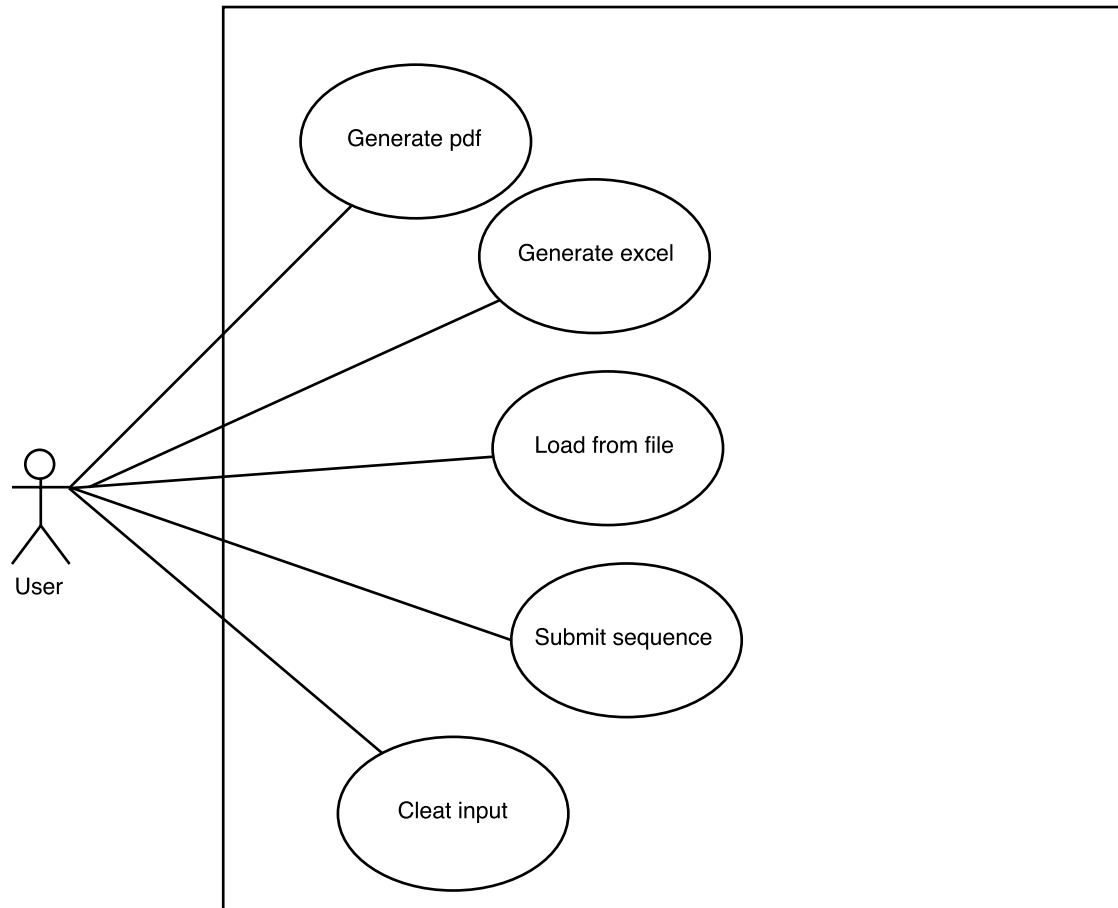 Generate pdf
Generate excel
Load from file
User
Submit sequence
Cleat input